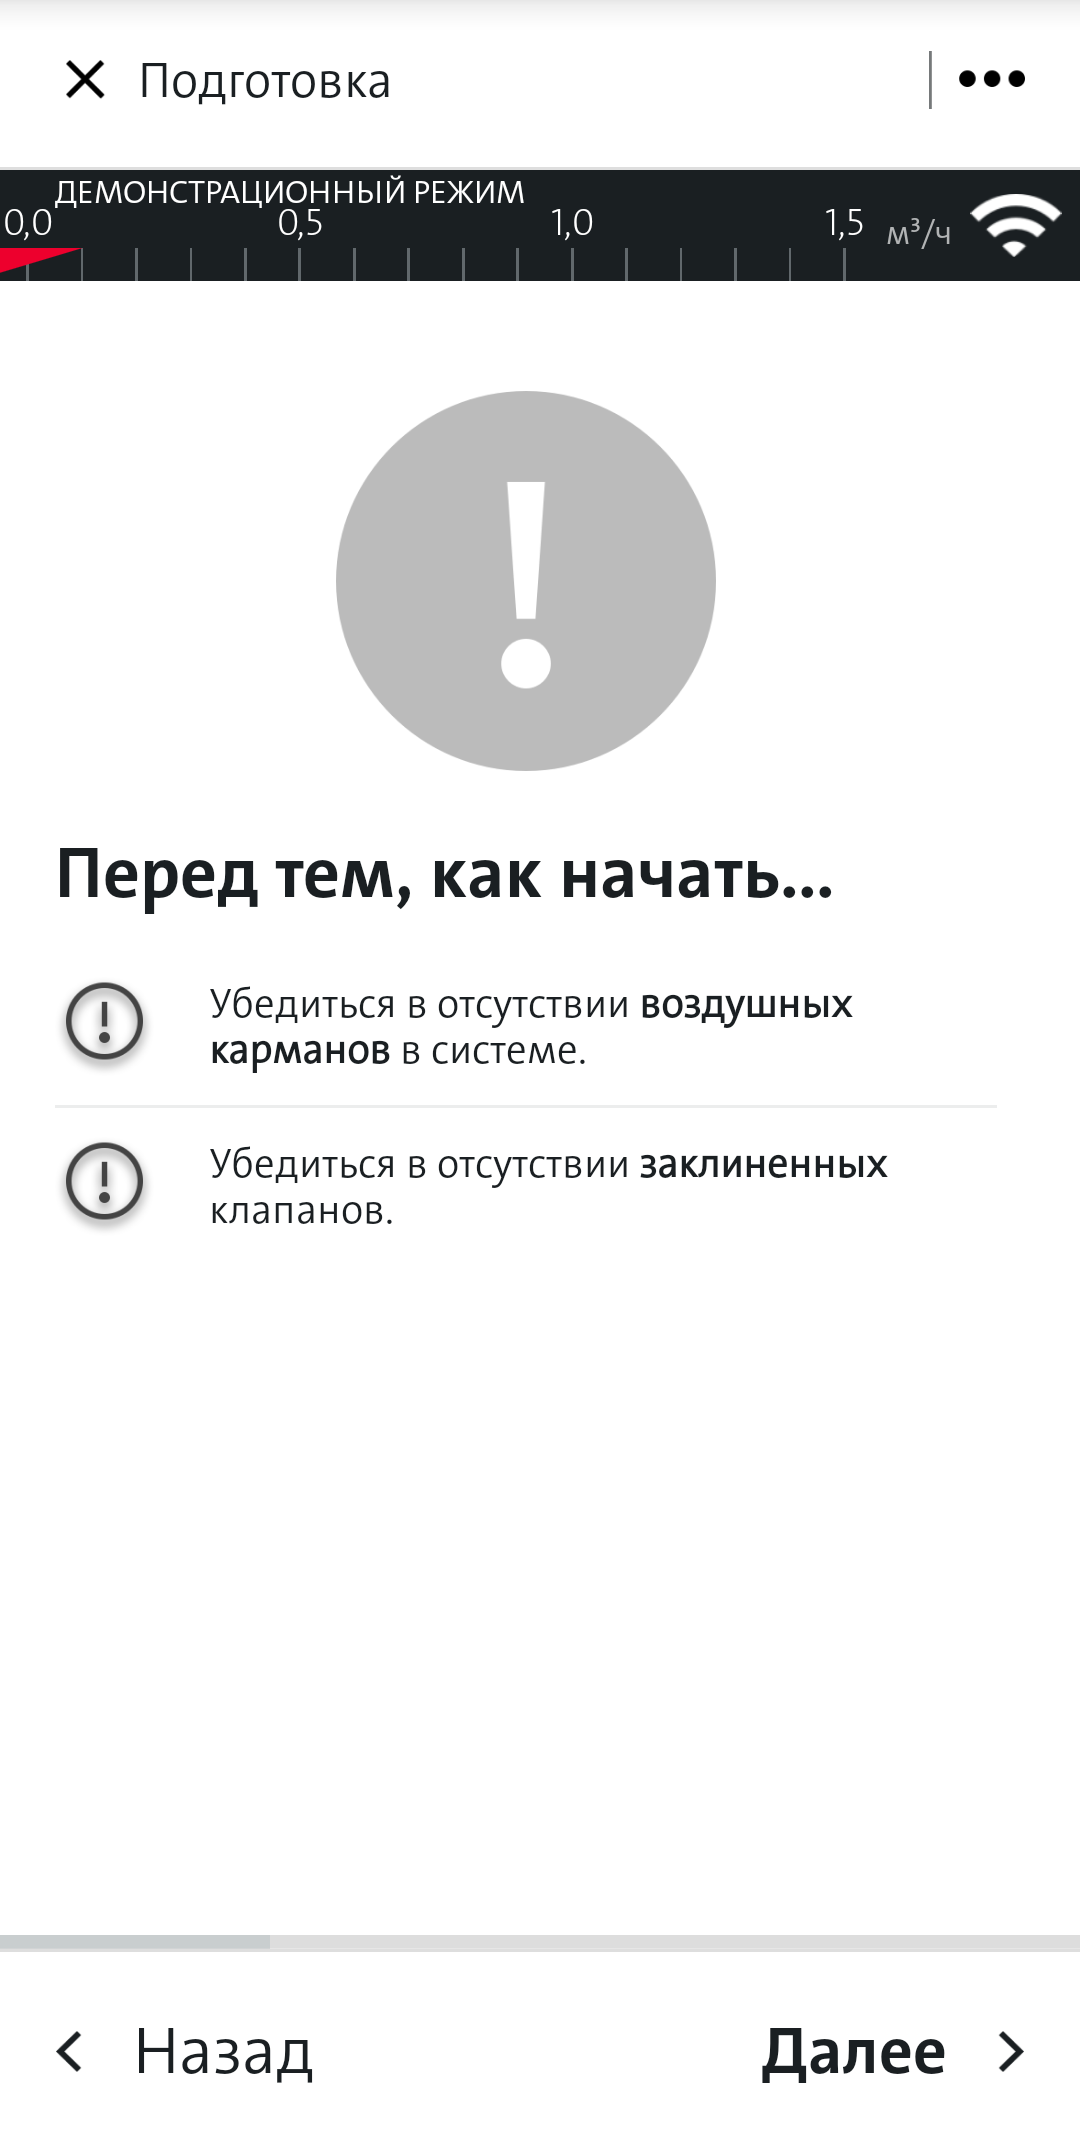 Подготовка
ДЕМОНСТРАЦИОННЫЙ РЕЖИМ
0,0 0,5 1,0 1,5 м³/ч
Перед тем, как начать...
Убедиться в отсутствии воздушных
карманов в системе.
Убедиться в отсутствии заклиненных
клапанов.
Назад Далее